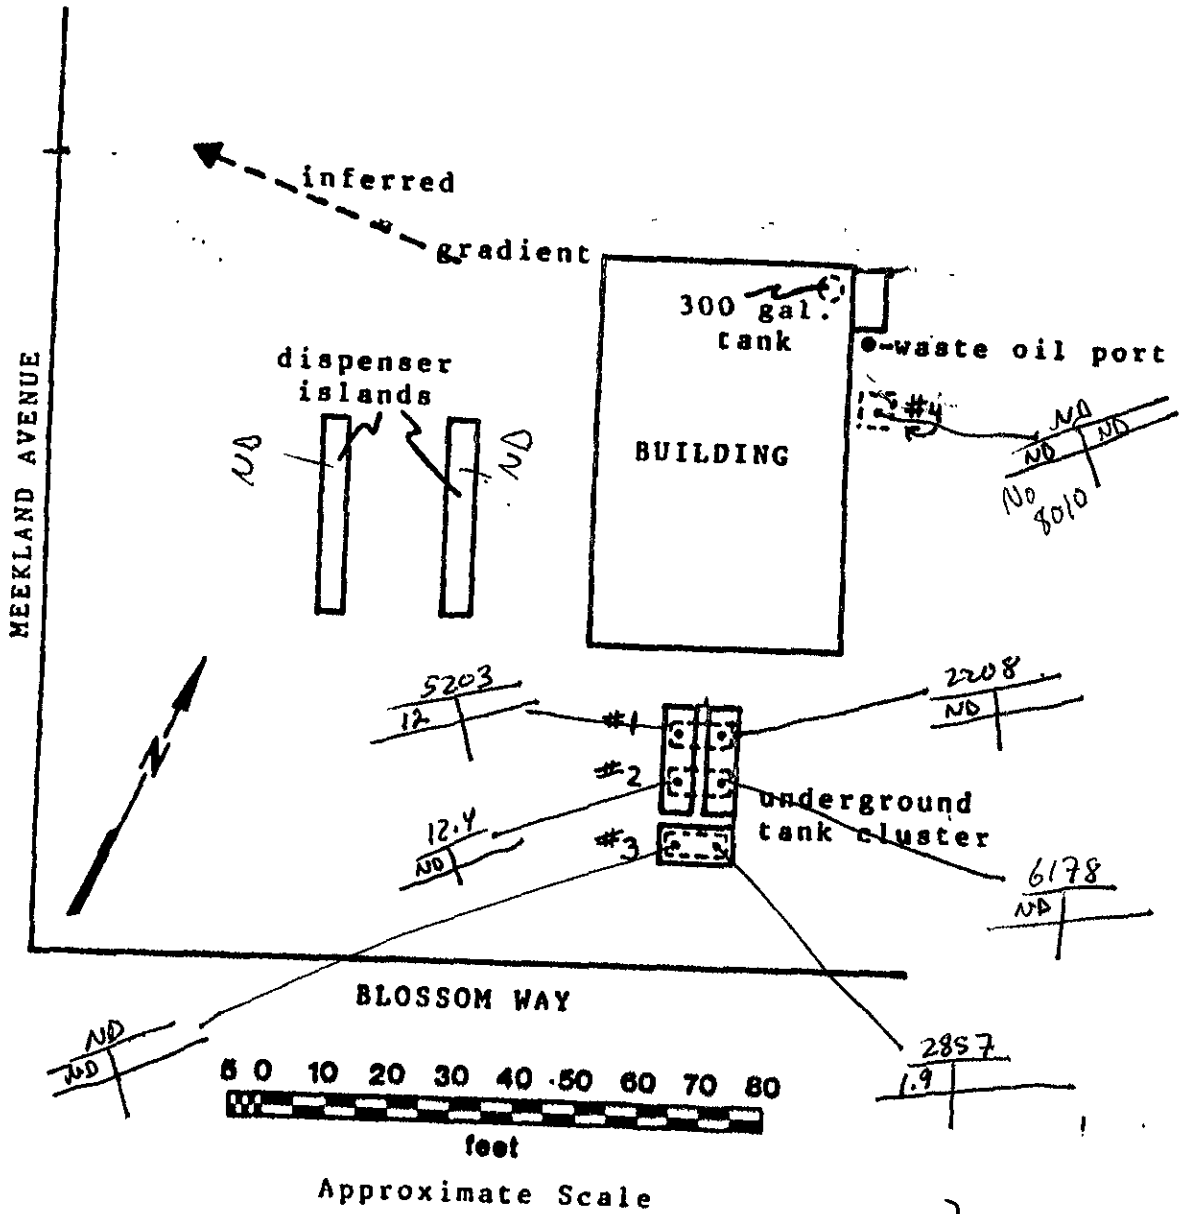 inferred
gradient
300 gal.
tank
waste oil port
dispenser
islands
#4
ND
ND ND
No
8010
ND
ND
BUILDING
MEEKLAND AVENUE
5203
12
#1
2208
ND
#2
12.4
ND
underground
tank cluster
#3
6178
ND
N
BLOSSOM WAY
ND
ND
2857
1.9
5 0 10 20 30 40 50 60 70 80
feet
Approximate Scale